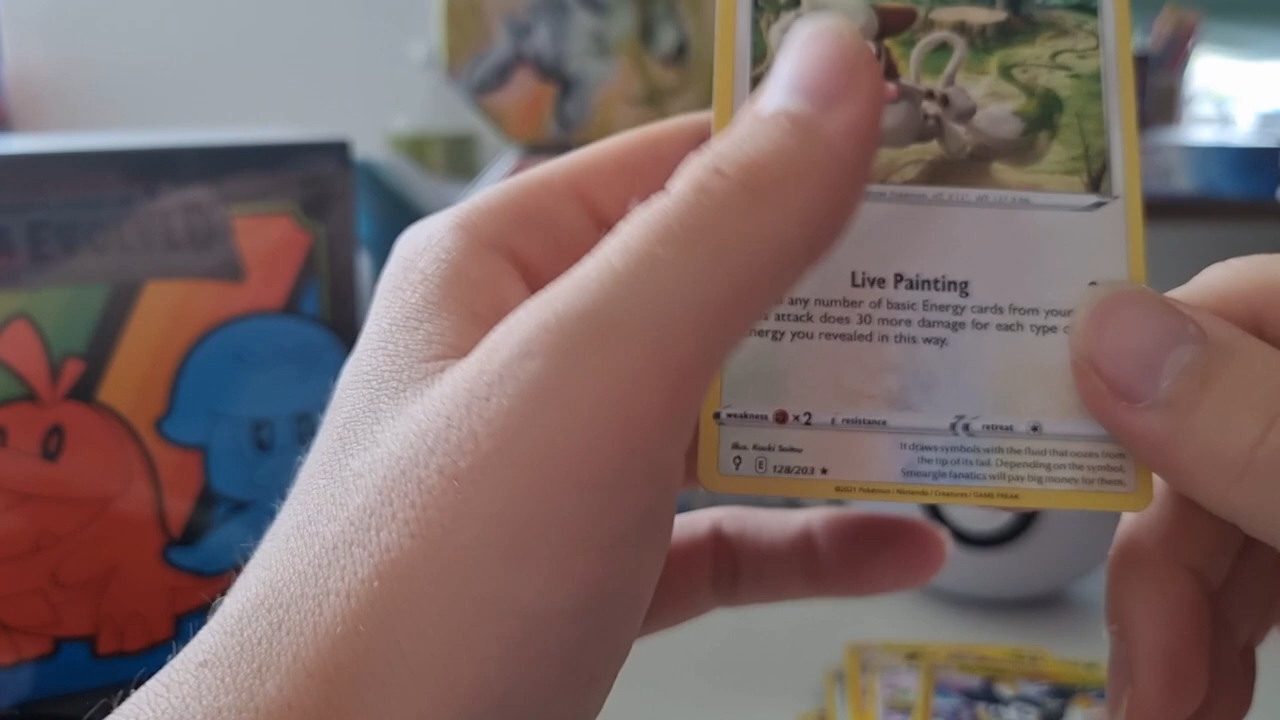 Live Painting
any number of basic Energy cards from your
attack does 30 more damage for each type
energy you revealed in this way.
weakness ×2 resistance retreat
Illus. Kouki Saitou
It draws symbols with the fluid that oozes from
the tip of its tail. Depending on the symbol,
Smeargle fanatics will pay big money for them.
E 128/203 ★
©2021 Pokémon / Nintendo / Creatures / GAME FREAK